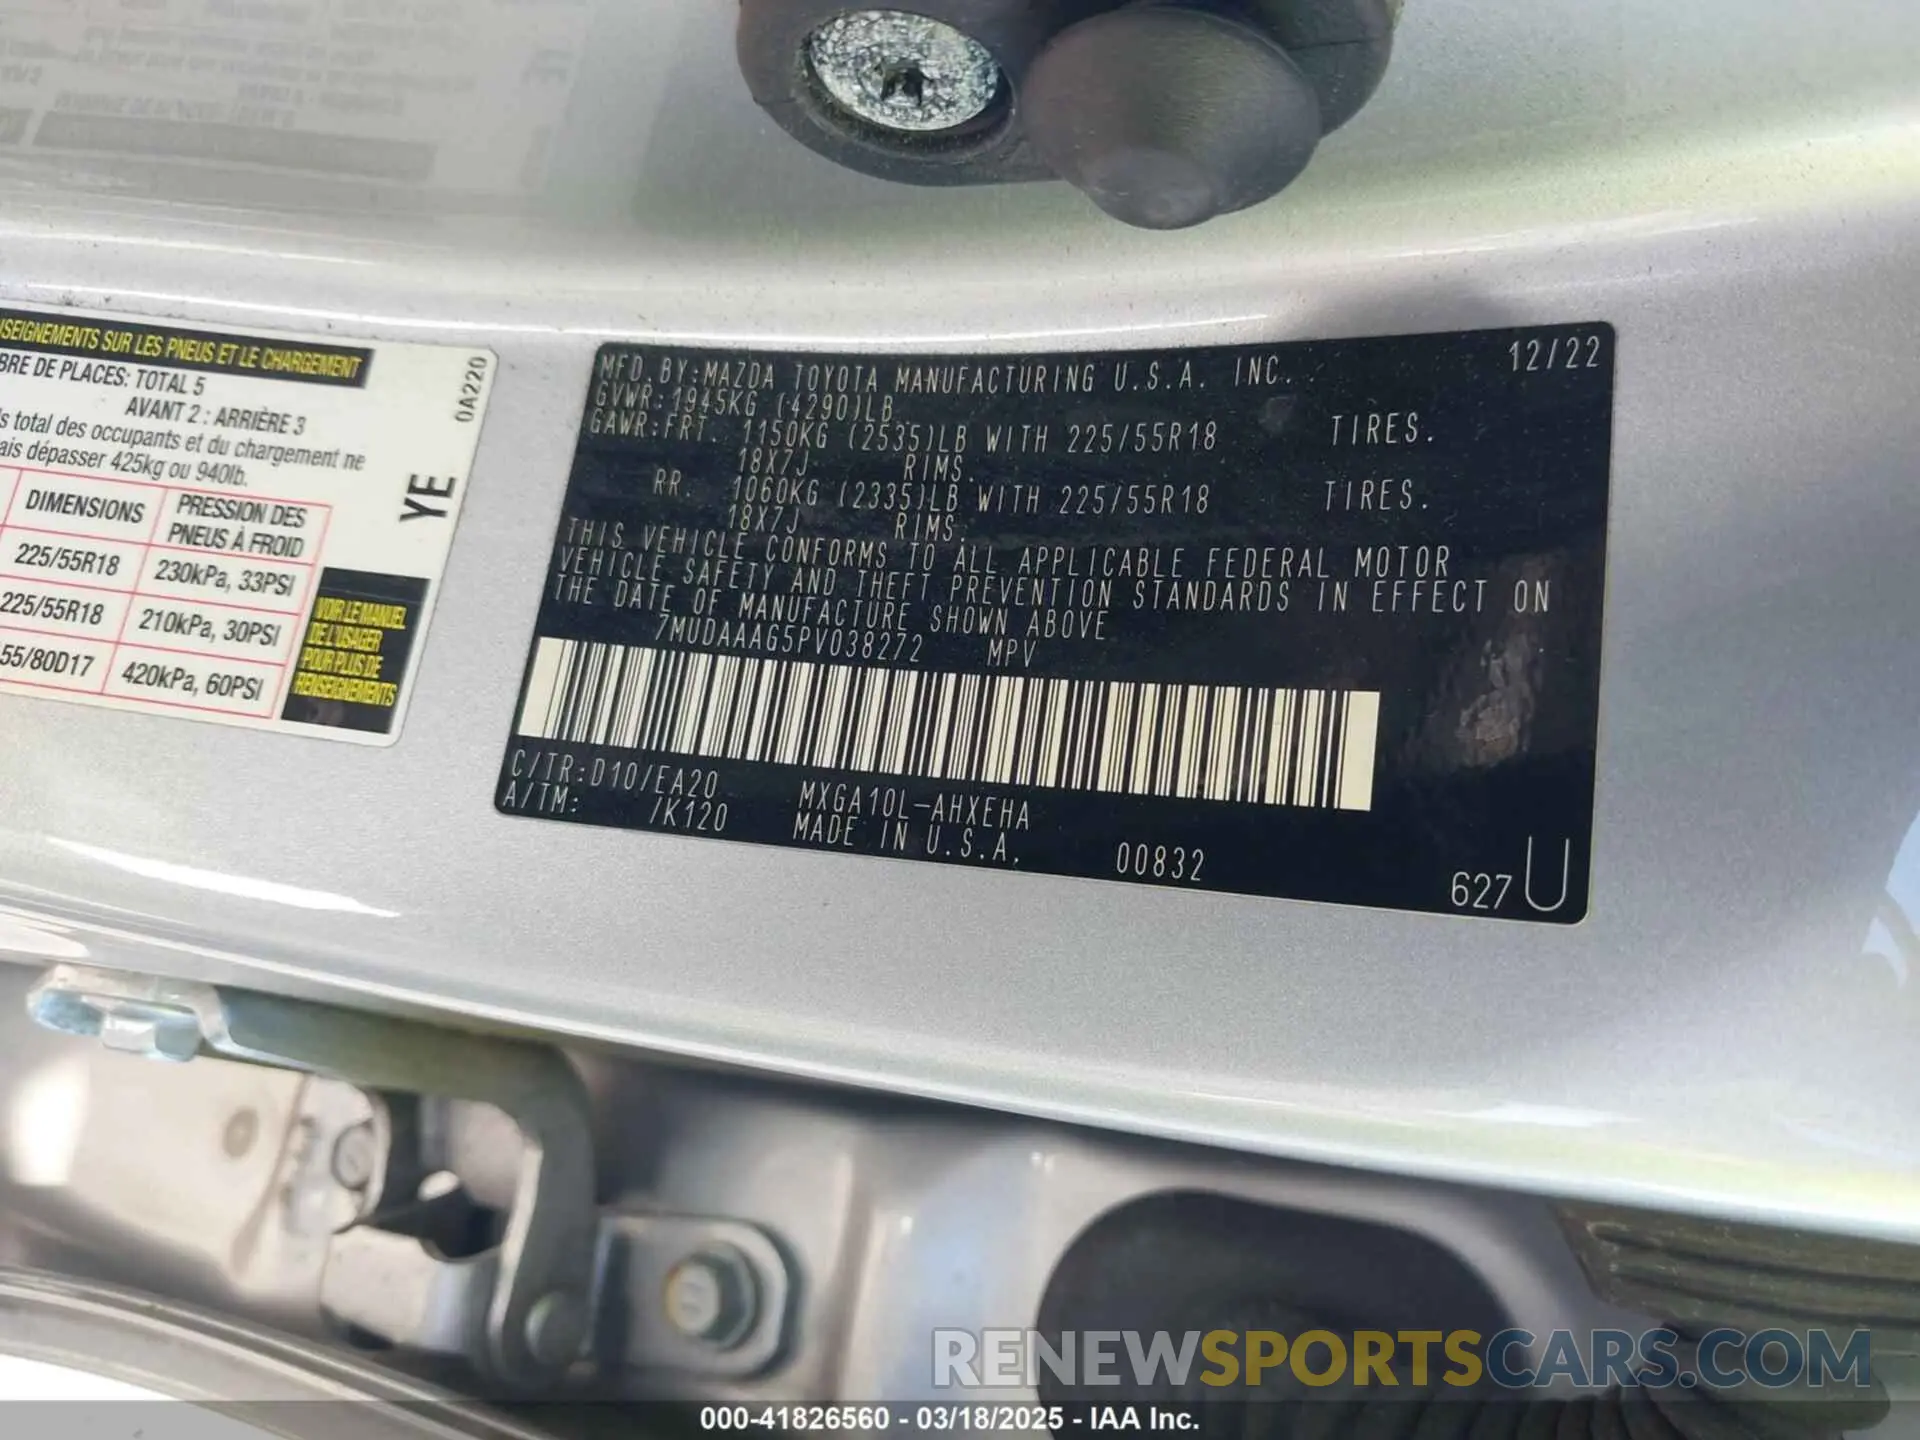 NSEIGNEMENTS SUR LES PNEUS ET LE CHARGEMENT
BRE DE PLACES: TOTAL 5
AVANT 2 : ARRIÈRE 3
s total des occupants et du chargement ne
ais dépasser 425kg ou 940lb.
DIMENSIONS PRESSION DES PNEUS À FROID
225/55R18 230kPa, 33PSI
225/55R18 210kPa, 30PSI
55/80D17 420kPa, 60PSI
VOIR LE MANUEL
DE L'USAGER
POUR PLUS DE
RENSEIGNEMENTS
0A220
YE
MFD. BY:MAZDA TOYOTA MANUFACTURING U.S.A. INC. 12/22
GVWR:1945KG (4290)LB
GAWR:FRT. 1150KG (2535)LB WITH 225/55R18 TIRES.
18X7J RIMS.
RR. 1060KG (2335)LB WITH 225/55R18 TIRES.
18X7J RIMS.
THIS VEHICLE CONFORMS TO ALL APPLICABLE FEDERAL MOTOR
VEHICLE SAFETY AND THEFT PREVENTION STANDARDS IN EFFECT ON
THE DATE OF MANUFACTURE SHOWN ABOVE
7MUDAAAG5PV038272 MPV
C/TR:D10/EA20 MXGA10L-AHXEHA
A/TM: /K120 MADE IN U.S.A. 00832 627 U
RENEWSPORTSCARS.COM
000-41826560 - 03/18/2025 - IAA Inc.